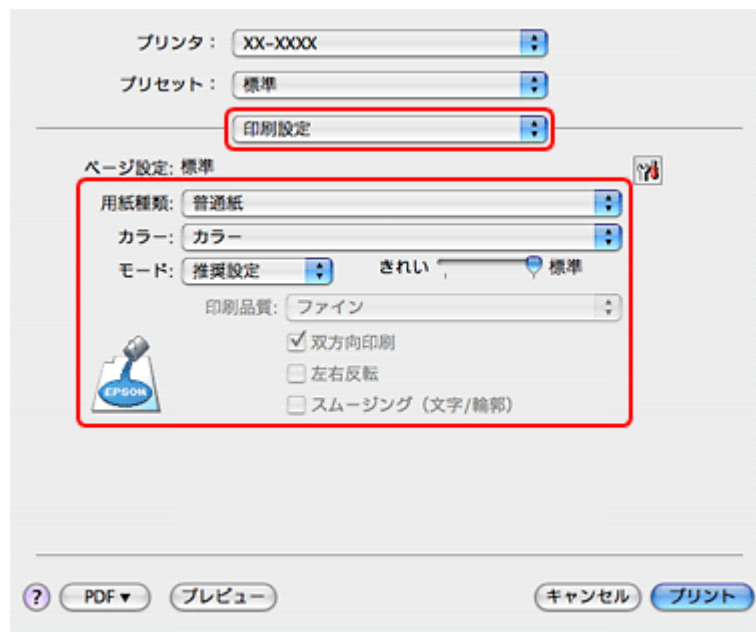 プリンタ： XX-XXXX
プリセット： 標準
印刷設定
ページ設定: 標準
用紙種類: 普通紙
カラー: カラー
モード: 推奨設定 きれい 標準
印刷品質: ファイン
双方向印刷
左右反転
EPSON
スムージング（文字/輪郭）
? PDF▼ プレビュー キャンセル プリント